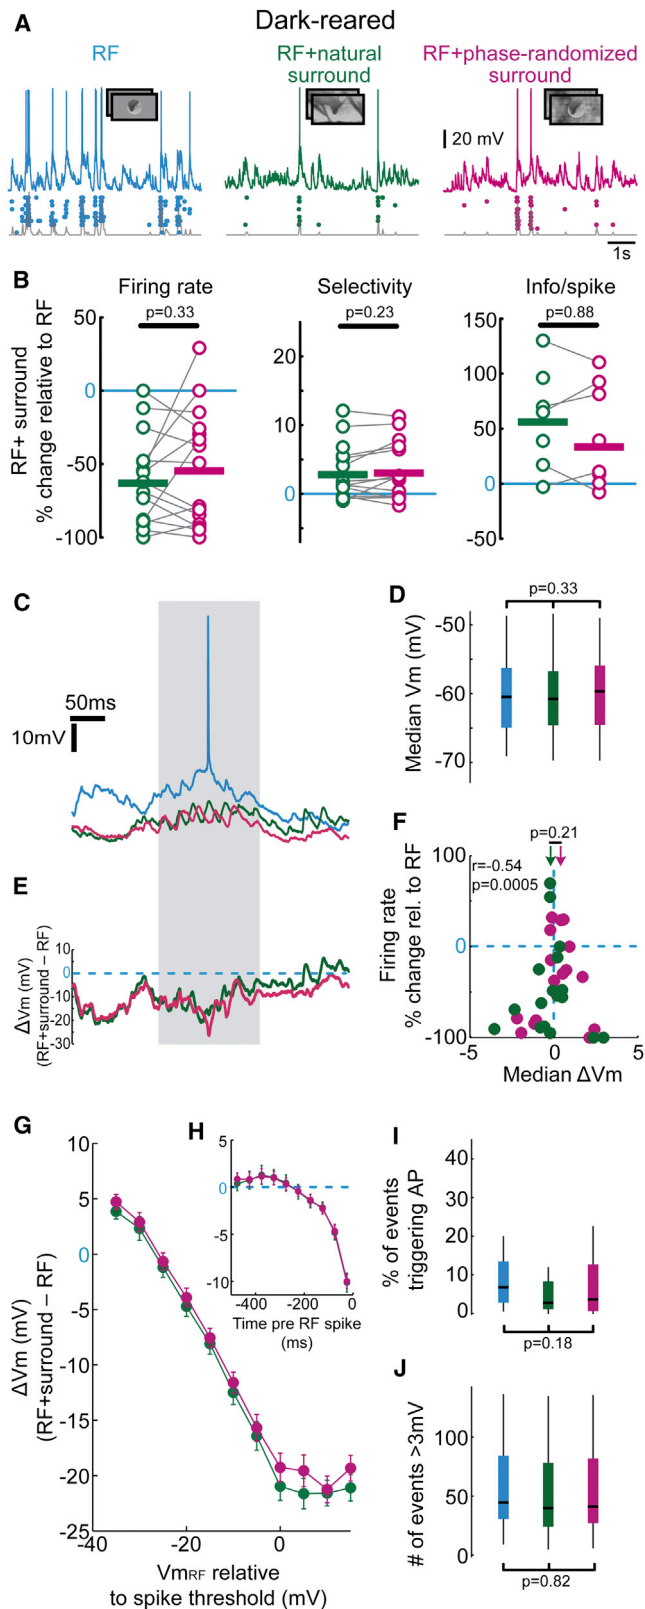 A
Dark-reared
RF
RF+natural
surround
RF+phase-randomized
surround
20 mV
1s
B
Firing rate
Selectivity
Info/spike
p=0.33
p=0.23
p=0.88
RF+ surround
% change relative to RF
50
0
-50
-100
20
10
0
150
100
50
0
-50
C
50ms
10mV
D
p=0.33
Median Vm (mV)
-50
-60
-70
E
ΔVm (mV)
(RF+surround – RF)
10
0
-10
-20
-30
F
p=0.21
r=-0.54
p=0.0005
Firing rate
% change rel. to RF
100
0
-100
-5
0
5
Median ΔVm
G
ΔVm (mV)
(RF+surround – RF)
10
5
0
-5
-10
-15
-20
-25
-40
-20
0
VmRF relative
to spike threshold (mV)
H
5
0
-5
-10
-400
-200
0
Time pre RF spike
(ms)
I
% of events
triggering AP
40
30
20
10
0
p=0.18
J
# of events >3mV
100
50
0
p=0.82